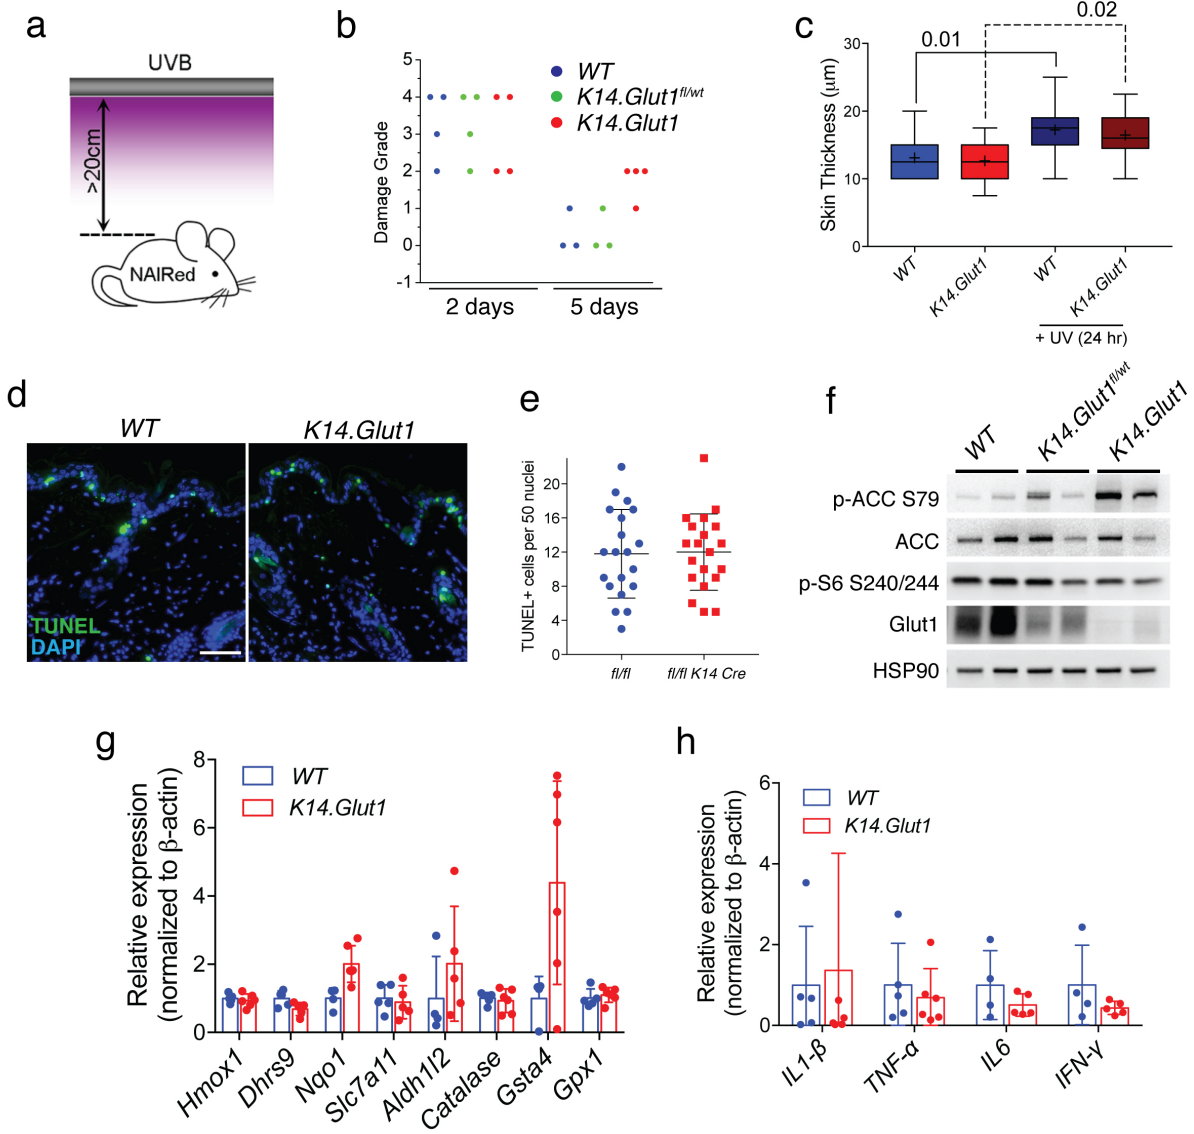 a
UVB
>20cm
NAIRed
b
Damage Grade
5
4
3
2
1
0
-1
WT
K14.Glut1fl/wt
K14.Glut1
2 days
5 days
c
Skin Thickness (μm)
30
20
10
0
0.01
0.02
WT
K14.Glut1
WT
K14.Glut1
+ UV (24 hr)
d
WT
K14.Glut1
TUNEL
DAPI
e
TUNEL+ cells per 50 nuclei
20
16
12
8
4
0
fl/fl
fl/fl K14 Cre
f
WT
K14.Glut1fl/wt
K14.Glut1
p-ACC S79
ACC
p-S6 S240/244
Glut1
HSP90
g
Relative expression
(normalized to β-actin)
8
6
4
2
0
WT
K14.Glut1
Hmox1
Dhrs9
Nqo1
Slc7a11
Aldh1l2
Catalase
Gsta4
Gpx1
h
Relative expression
(normalized to β-actin)
6
4
2
0
WT
K14.Glut1
IL1-β
TNF-α
IL6
IFN-γ